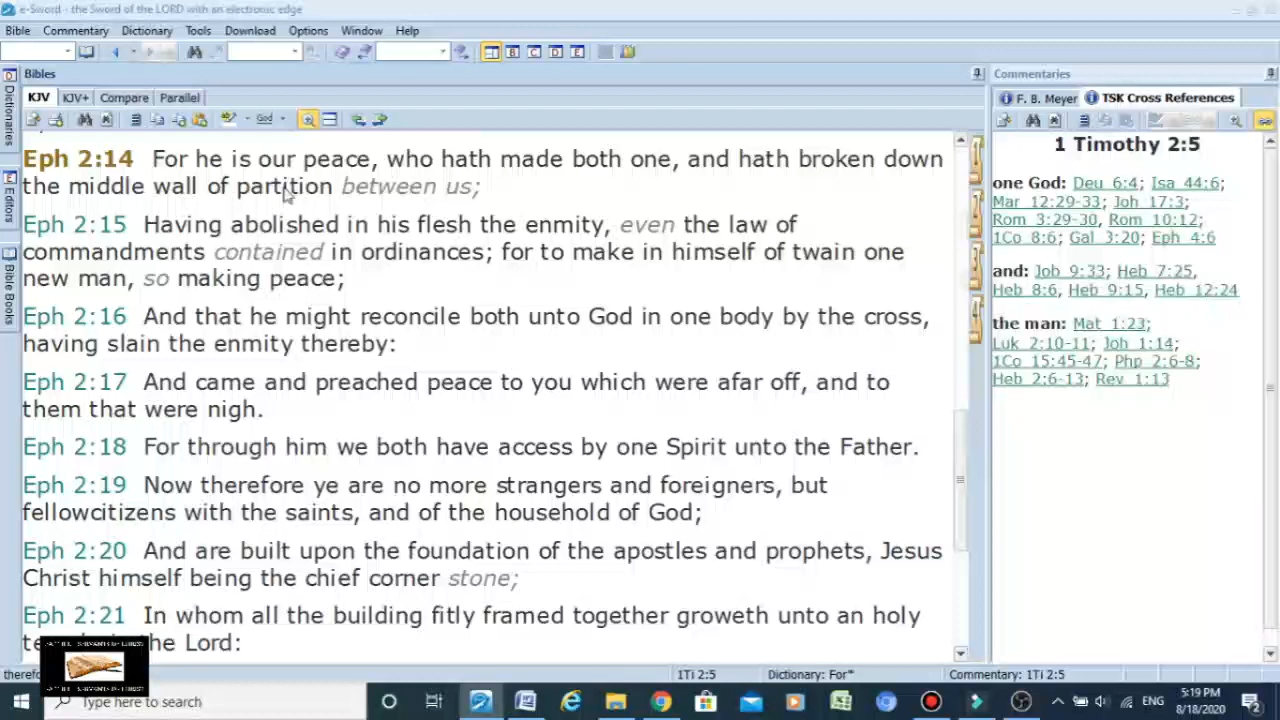 e-Sword - the Sword of the LORD with an electronic edge
Bible Commentary Dictionary Tools Download Options Window Help
B C D E
Bibles
Commentaries
Dictionaries
Editors
Bible Books
KJV KJV+ Compare Parallel
F. B. Meyer TSK Cross References
God
Eph 2:14 For he is our peace, who hath made both one, and hath broken down
the middle wall of partition between us;
Eph 2:15 Having abolished in his flesh the enmity, even the law of
commandments contained in ordinances; for to make in himself of twain one
new man, so making peace;
Eph 2:16 And that he might reconcile both unto God in one body by the cross,
having slain the enmity thereby:
Eph 2:17 And came and preached peace to you which were afar off, and to
them that were nigh.
Eph 2:18 For through him we both have access by one Spirit unto the Father.
Eph 2:19 Now therefore ye are no more strangers and foreigners, but
fellowcitizens with the saints, and of the household of God;
Eph 2:20 And are built upon the foundation of the apostles and prophets, Jesus
Christ himself being the chief corner stone;
Eph 2:21 In whom all the building fitly framed together groweth unto an holy
the Lord:
1 Timothy 2:5
one God: Deu 6:4; Isa 44:6;
Mar 12:29-33; Joh 17:3;
Rom 3:29-30, Rom 10:12;
1Co 8:6; Gal 3:20; Eph 4:6
and: Job 9:33; Heb 7:25,
Heb 8:6, Heb 9:15, Heb 12:24
the man: Mat 1:23;
Luk 2:10-11; Joh 1:14;
1Co 15:45-47; Php 2:6-8;
Heb 2:6-13; Rev 1:13
1Ti 2:5 Dictionary: For* Commentary: 1Ti 2:5
Type here to search
ENG
5:19 PM
8/18/2020
2